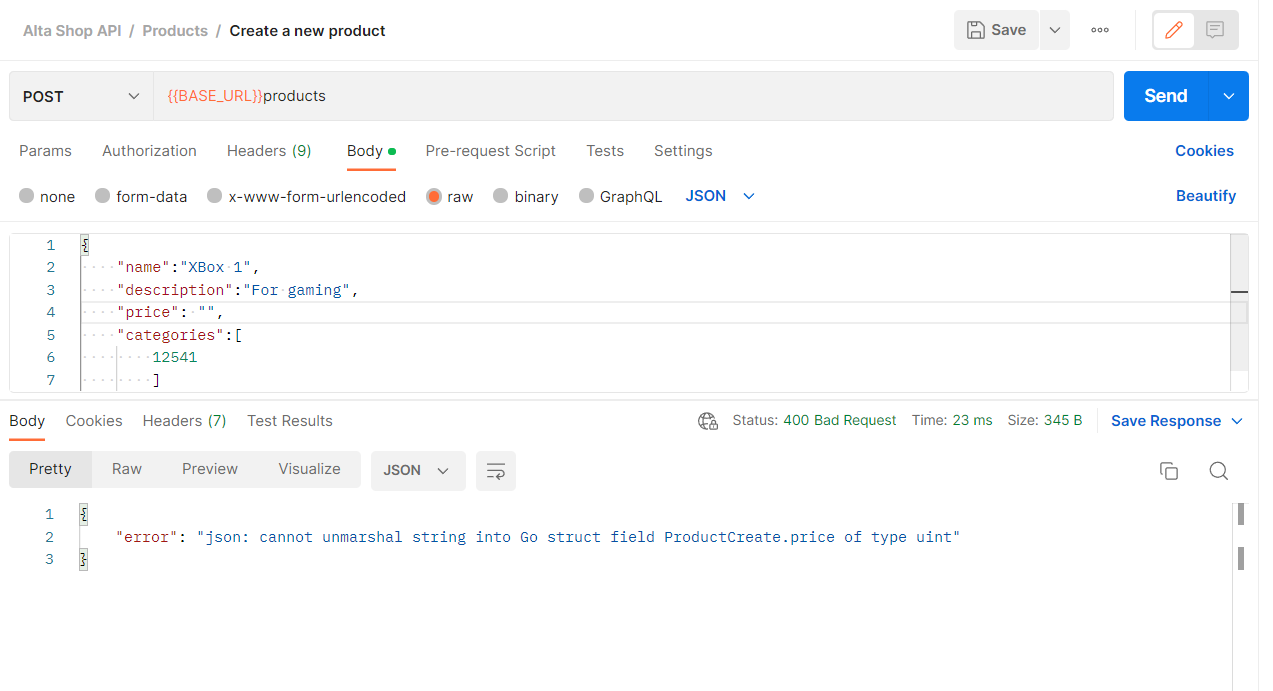 Alta Shop API / Products / Create a new product
Save
POST
{{BASE_URL}}products
Send
Params Authorization Headers (9) Body Pre-request Script Tests Settings Cookies
none form-data x-www-form-urlencoded raw binary GraphQL JSON Beautify
1 {
2 "name":"XBox 1",
3 "description":"For gaming",
4 "price": "",
5 "categories":[
6 12541
7 ]
Body Cookies Headers (7) Test Results Status: 400 Bad Request Time: 23 ms Size: 345 B Save Response
Pretty Raw Preview Visualize JSON
1 {
2 "error": "json: cannot unmarshal string into Go struct field ProductCreate.price of type uint"
3 }